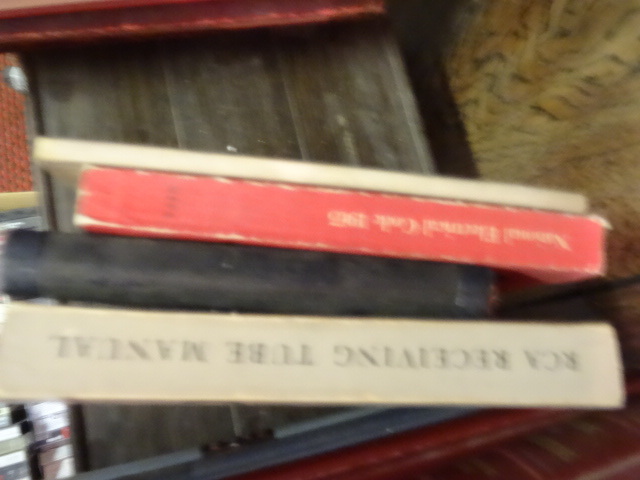 National Electrical Code 1965
RCA RECEIVING TUBE MANUAL